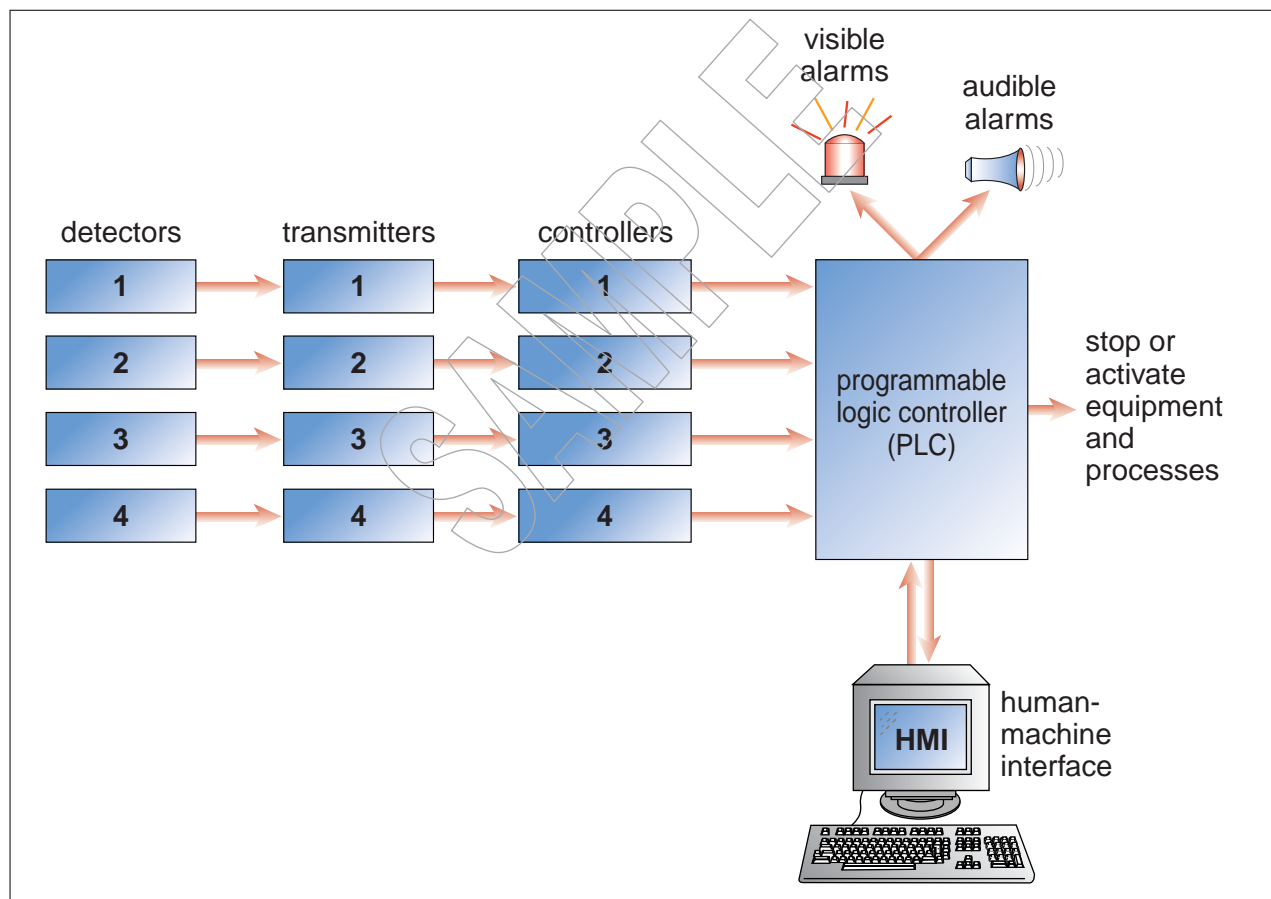 visible
alarms
audible
alarms
detectors
transmitters
controllers
1
1
1
2
2
2
3
3
3
4
4
4
programmable
logic controller
(PLC)
stop or
activate
equipment
and
processes
HMI
human-
machine
interface
SAMPLE